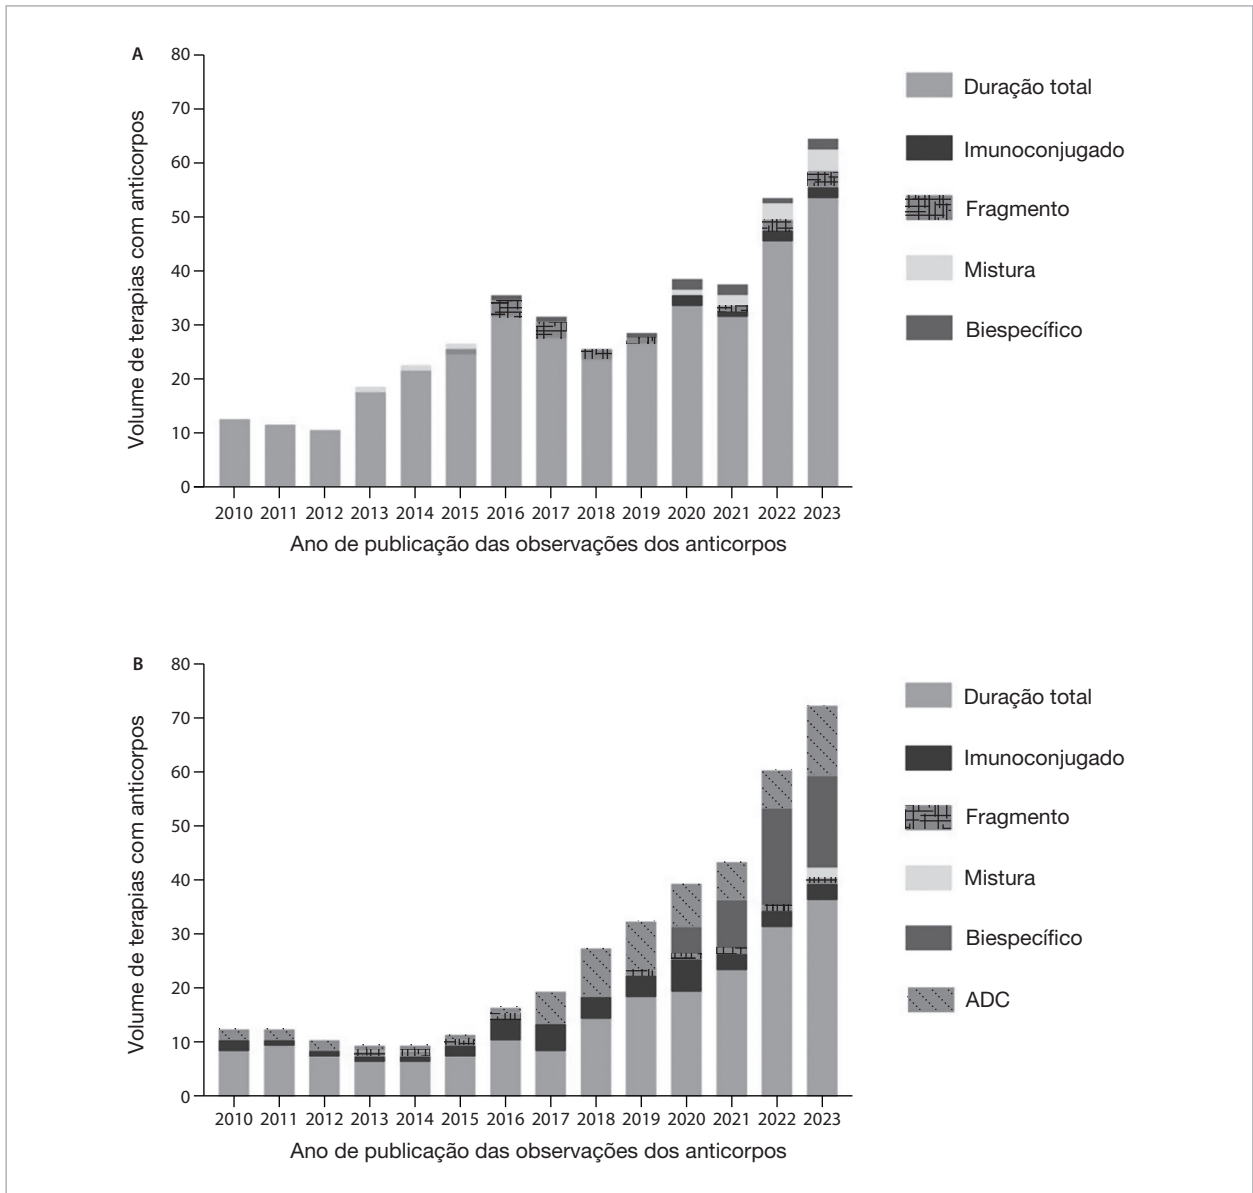 A
Volume de terapias com anticorpos
80
70
60
50
40
30
20
10
0
2010 2011 2012 2013 2014 2015 2016 2017 2018 2019 2020 2021 2022 2023
Ano de publicação das observações dos anticorpos
Duração total
Imunoconjugado
Fragmento
Mistura
Biespecífico
B
Volume de terapias com anticorpos
80
70
60
50
40
30
20
10
0
2010 2011 2012 2013 2014 2015 2016 2017 2018 2019 2020 2021 2022 2023
Ano de publicação das observações dos anticorpos
Duração total
Imunoconjugado
Fragmento
Mistura
Biespecífico
ADC